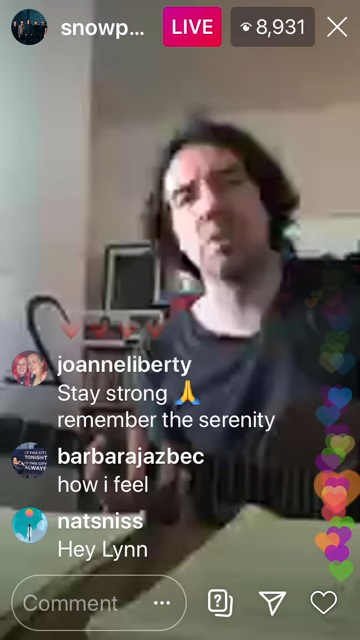 snowp...
LIVE
8,931
joanneliberty
Stay strong 🙏
remember the serenity
barbarajazbec
how i feel
natsniss
Hey Lynn
Comment